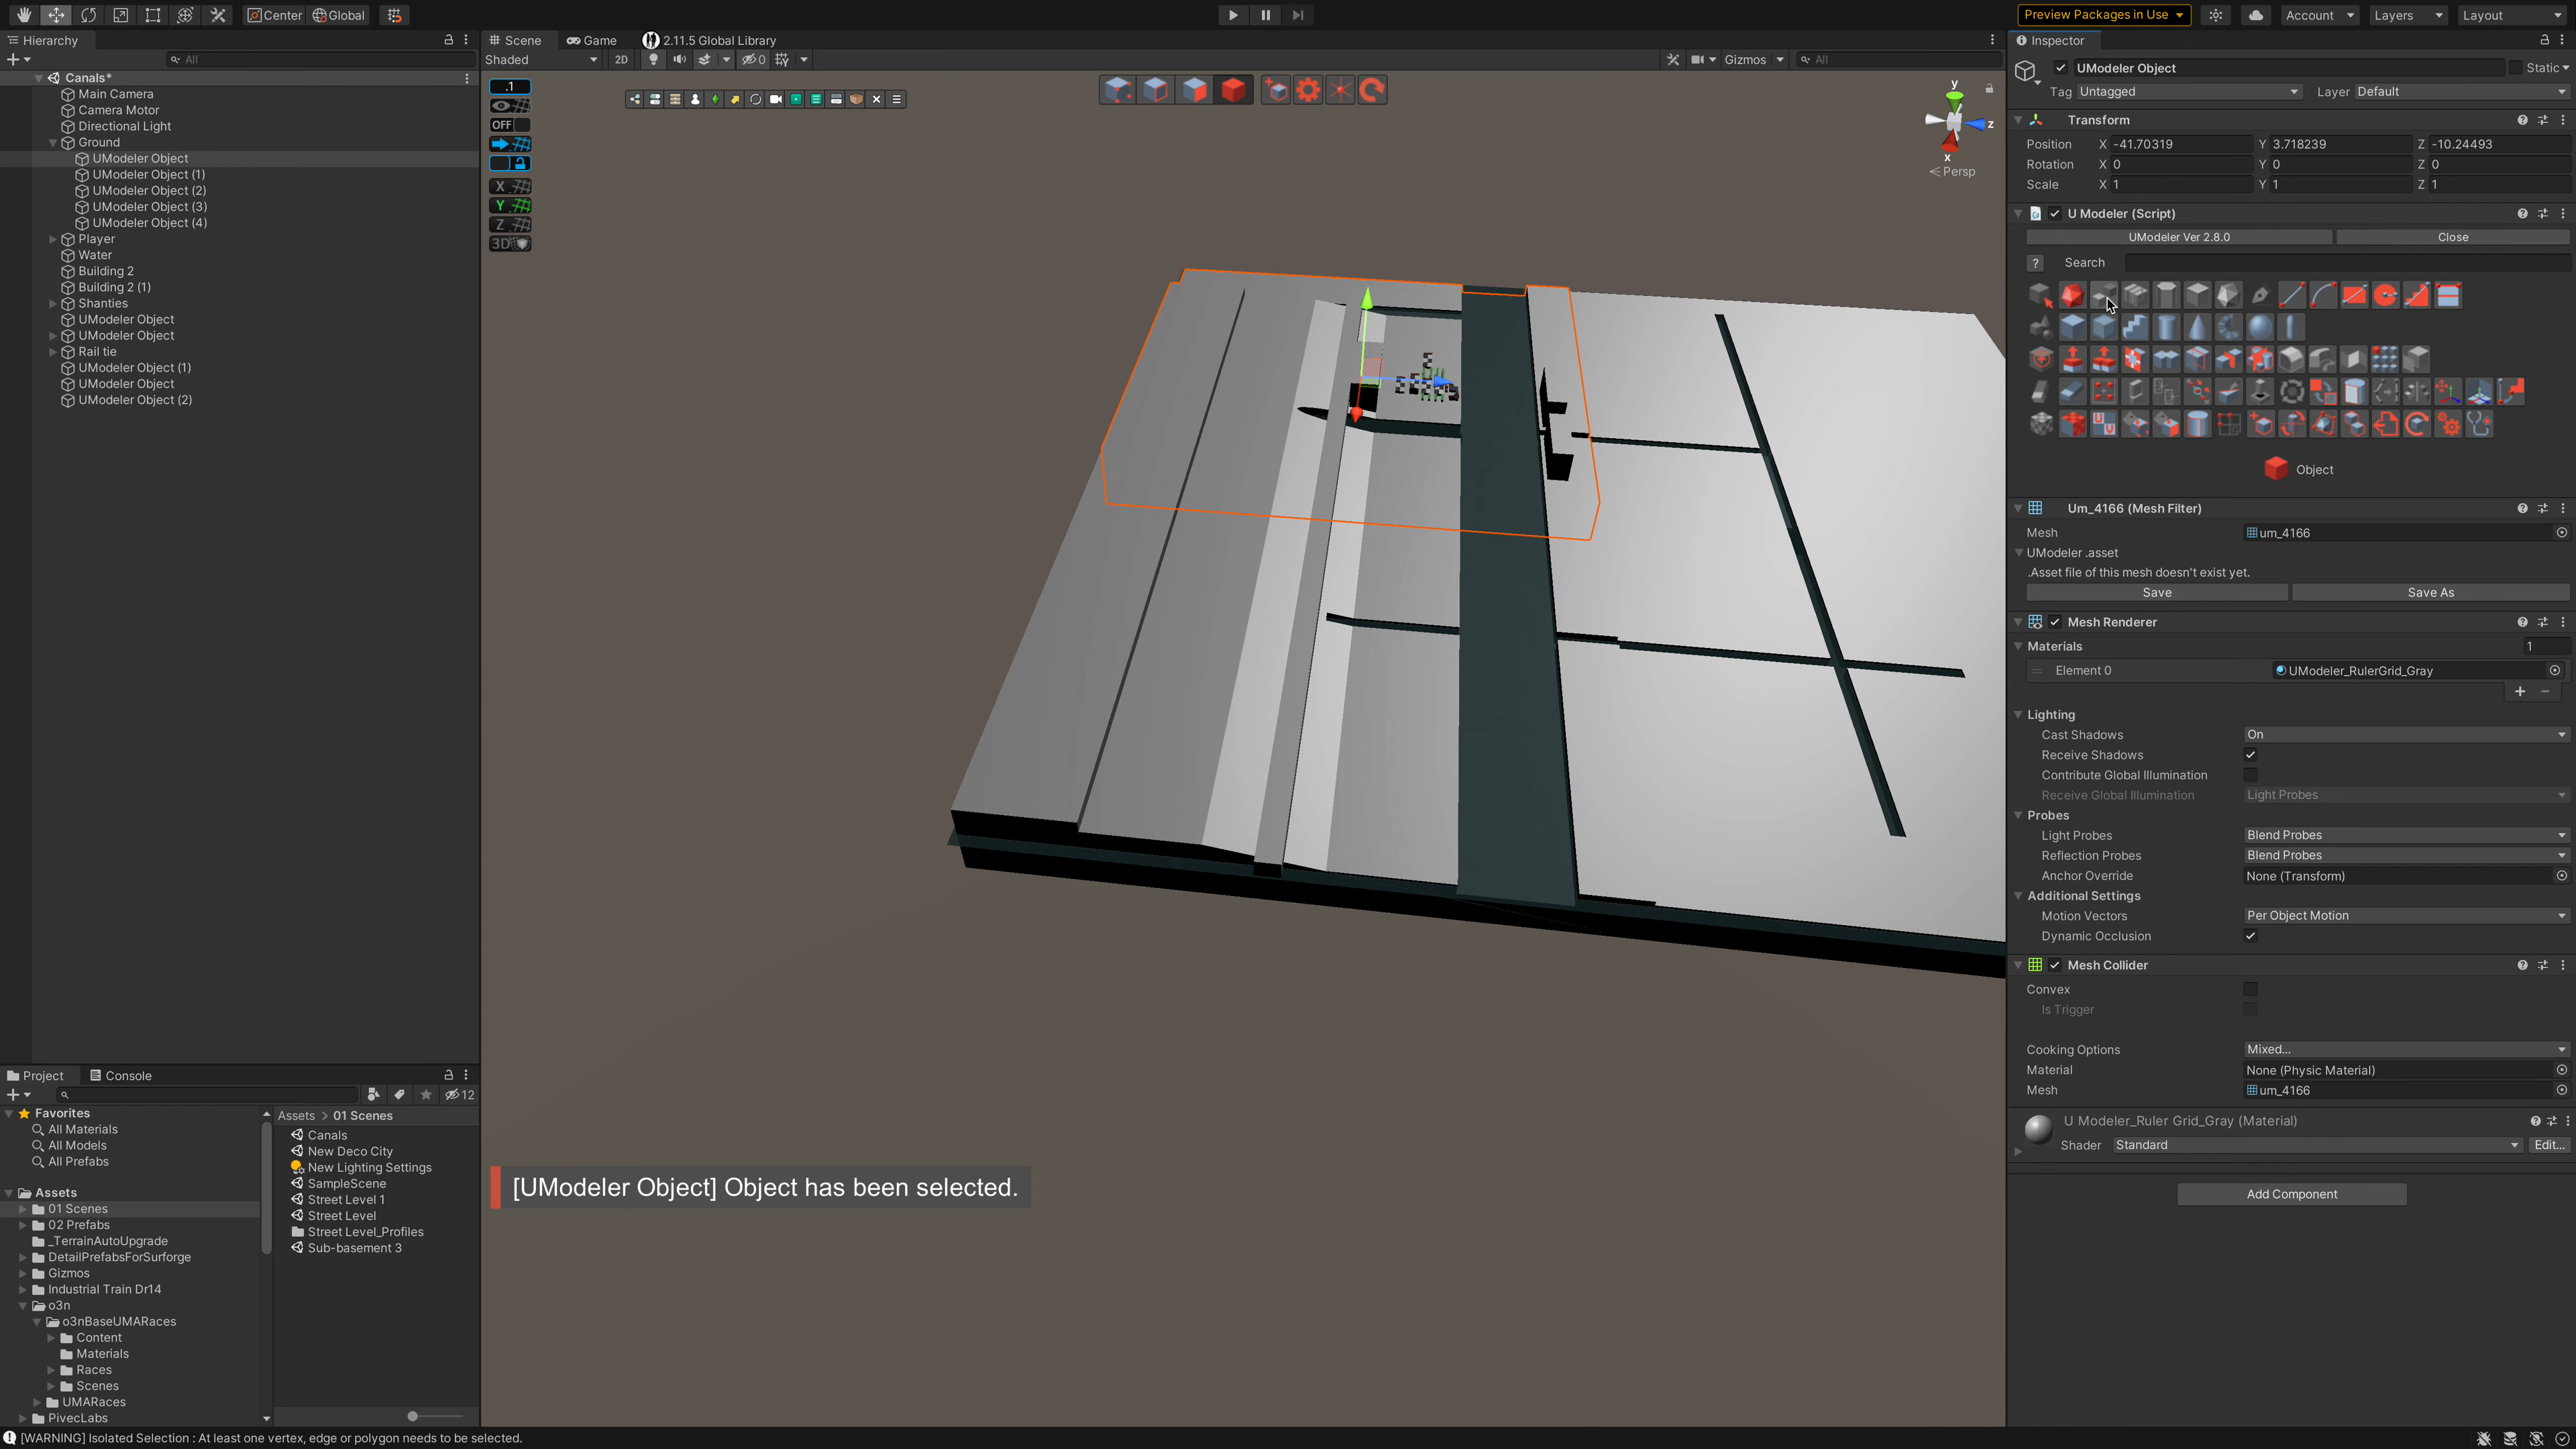 Center
Global
Preview Packages in Use
Account
Layers
Layout
Hierarchy
All
Canals*
Main Camera
Camera Motor
Directional Light
Ground
UModeler Object
UModeler Object (1)
UModeler Object (2)
UModeler Object (3)
UModeler Object (4)
Player
Water
Building 2
Building 2 (1)
Shanties
UModeler Object
UModeler Object
Rail tie
UModeler Object (1)
UModeler Object
UModeler Object (2)
Scene
Game
2.11.5 Global Library
Shaded
2D
0
Gizmos
All
.1
OFF
X
Y
Z
3D
y
z
x
Persp
[UModeler Object] Object has been selected.
Inspector
UModeler Object
Static
Tag Untagged
Layer Default
Transform
Position X -41.70319 Y 3.718239 Z -10.24493
Rotation X 0 Y 0 Z 0
Scale X 1 Y 1 Z 1
U Modeler (Script)
UModeler Ver 2.8.0
Close
? Search
Object
Um_4166 (Mesh Filter)
Mesh um_4166
UModeler .asset
.Asset file of this mesh doesn't exist yet.
Save
Save As
Mesh Renderer
Materials 1
Element 0 UModeler_RulerGrid_Gray
Lighting
Cast Shadows On
Receive Shadows
Contribute Global Illumination
Receive Global Illumination Light Probes
Probes
Light Probes Blend Probes
Reflection Probes Blend Probes
Anchor Override None (Transform)
Additional Settings
Motion Vectors Per Object Motion
Dynamic Occlusion
Mesh Collider
Convex
Is Trigger
Cooking Options Mixed...
Material None (Physic Material)
Mesh um_4166
U Modeler_Ruler Grid_Gray (Material)
Shader Standard Edit...
Add Component
Project
Console
12
Favorites
All Materials
All Models
All Prefabs
Assets
01 Scenes
02 Prefabs
_TerrainAutoUpgrade
DetailPrefabsForSurforge
Gizmos
Industrial Train Dr14
o3n
o3nBaseUMARaces
Content
Materials
Races
Scenes
UMARaces
PivecLabs
Assets > 01 Scenes
Canals
New Deco City
New Lighting Settings
SampleScene
Street Level 1
Street Level
Street Level_Profiles
Sub-basement 3
[WARNING] Isolated Selection : At least one vertex, edge or polygon needs to be selected.